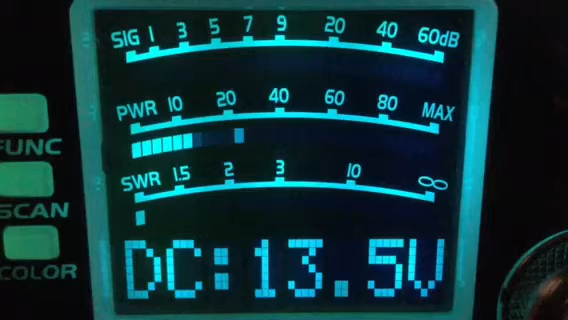 SIG 1 3 5 7 9 20 40 60dB
PWR 10 20 40 60 80 MAX
FUNC
SWR 1.5 2 3 10 ∞
SCAN
DC:13.5V
COLOR